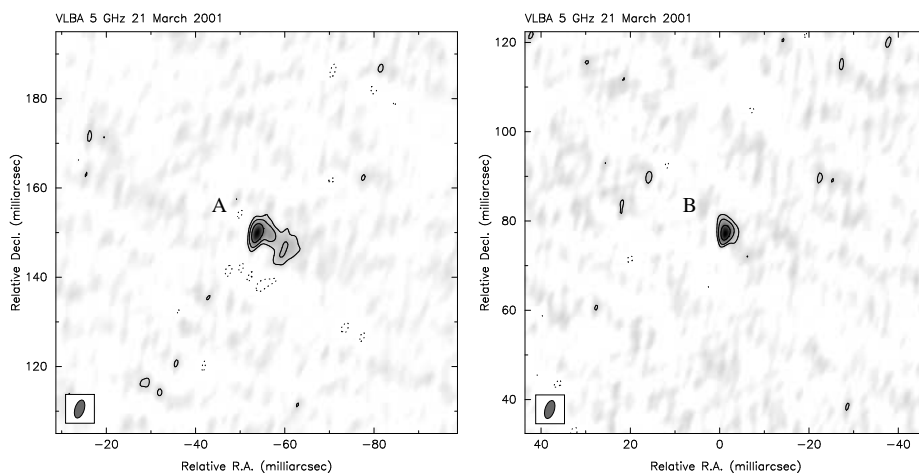 VLBA 5 GHz 21 March 2001
Relative Decl. (milliarcsec)
180
160
140
120
A
−20
−40
−60
−80
Relative R.A. (milliarcsec)
VLBA 5 GHz 21 March 2001
Relative Decl. (milliarcsec)
120
100
80
60
40
B
40
20
0
−20
−40
Relative R.A. (milliarcsec)